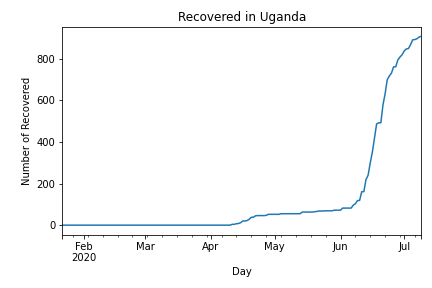 Recovered in Uganda
Number of Recovered
800
600
400
200
0
Feb
2020
Mar
Apr
May
Jun
Jul
Day